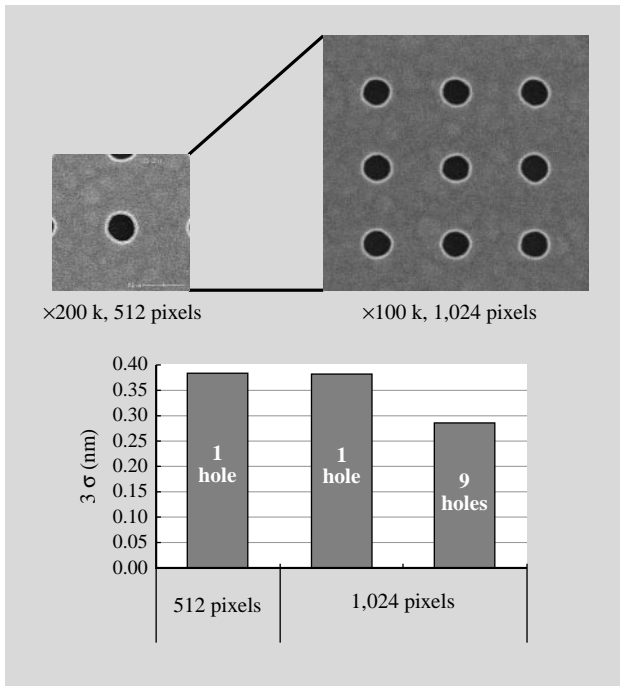 ×200 k, 512 pixels
×100 k, 1,024 pixels
3 σ (nm)
0.40
0.35
0.30
0.25
0.20
0.15
0.10
0.05
0.00
1
hole
1
hole
9
holes
512 pixels
1,024 pixels